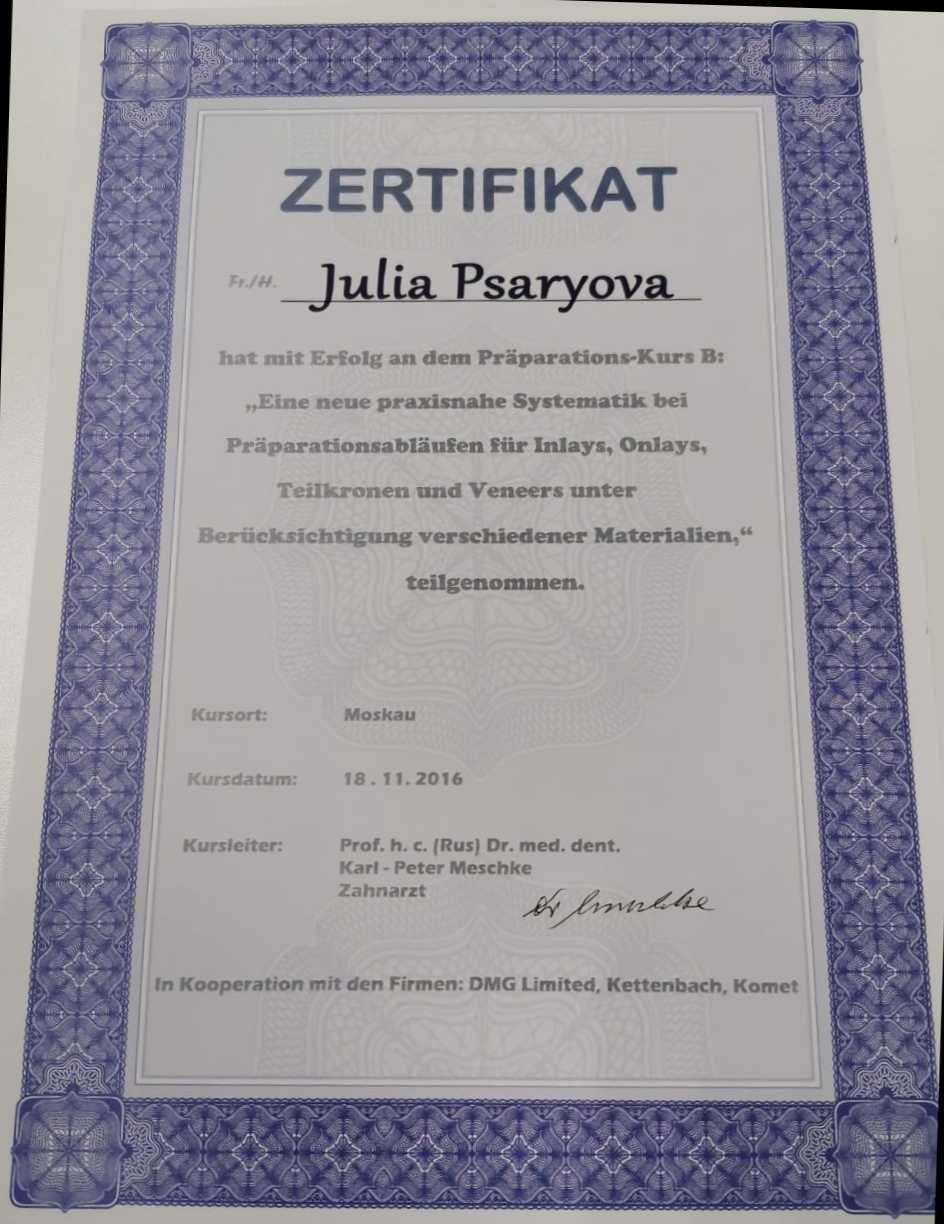 ZERTIFIKAT
Fr./H. Julia Psaryova
hat mit Erfolg an dem Präparations-Kurs B:
„Eine neue praxisnahe Systematik bei
Präparationsabläufen für Inlays, Onlays,
Teilkronen und Veneers unter
Berücksichtigung verschiedener Materialien,“
teilgenommen.
Kursort: Moskau
Kursdatum: 18 . 11. 2016
Kursleiter: Prof. h. c. (Rus) Dr. med. dent.
Karl - Peter Meschke
Zahnarzt
In Kooperation mit den Firmen: DMG Limited, Kettenbach, Komet